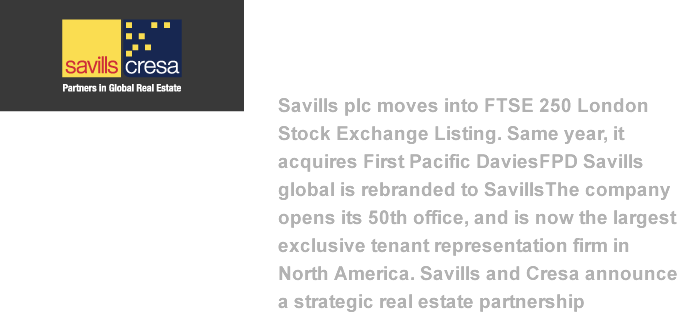 savills cresa
Partners in Global Real Estate
Savills plc moves into FTSE 250 London
Stock Exchange Listing. Same year, it
acquires First Pacific DaviesFPD Savills
global is rebranded to SavillsThe company
opens its 50th office, and is now the largest
exclusive tenant representation firm in
North America. Savills and Cresa announce
a strategic real estate partnership